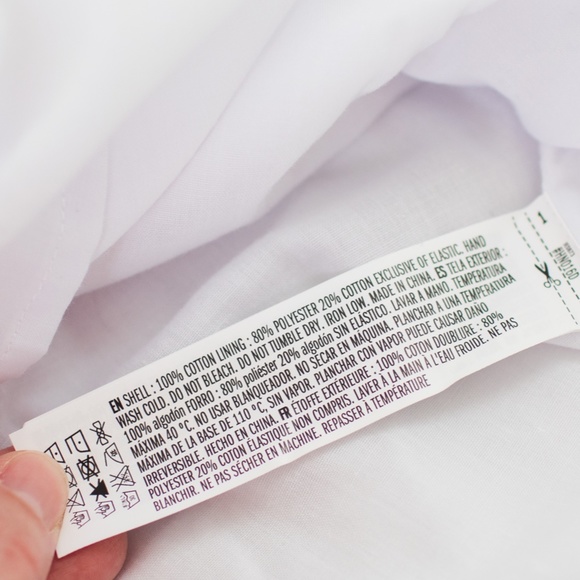 EN SHELL : 100% COTTON LINING : 80% POLYESTER 20% COTTON EXCLUSIVE OF ELASTIC. HAND
WASH COLD. DO NOT BLEACH. DO NOT TUMBLE DRY. IRON LOW. MADE IN CHINA. ES TELA EXTERIOR :
100% algodón FORRO : 80% poliéster 20% algodón SIN ELÁSTICO. LAVAR A MANO. TEMPERATURA
MÁXIMA 40 °C. NO USAR BLANQUEADOR. NO SECAR EN MAQUINA. PLANCHAR A UNA TEMPERATURA
MÁXIMA DE LA BASE DE 110 °C, SIN VAPOR. PLANCHAR CON VAPOR PUEDE CAUSAR DAÑO
IRREVERSIBLE. HECHO EN CHINA. FR ÉTOFFE EXTÉRIEURE : 100% COTON DOUBLURE : 80%
POLYESTER 20% COTON ÉLASTIQUE NON COMPRIS. LAVER À LA MAIN À L'EAU FROIDE. NE PAS
BLANCHIR. NE PAS SÉCHER EN MACHINE. REPASSER À TEMPÉRATURE
1